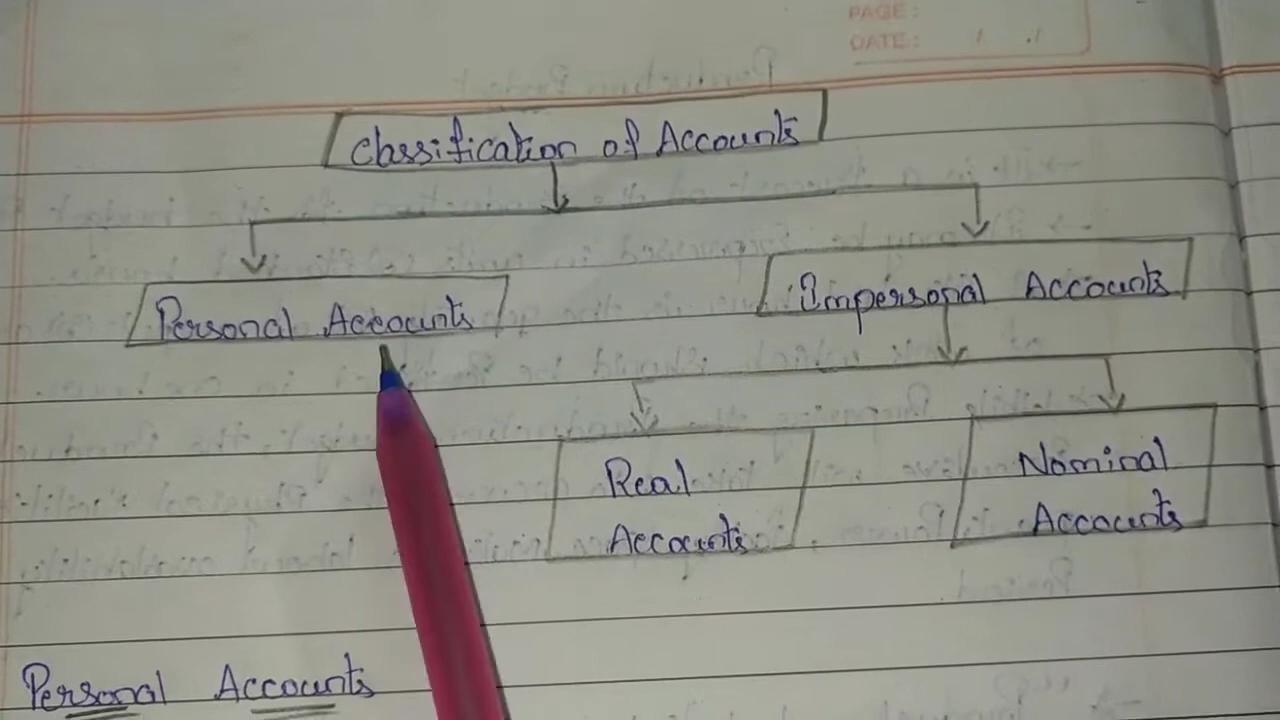 PAGE:
DATE: / /
Classification of Accounts
Personal Accounts
Impersonal Accounts
Real
Accounts
Nominal
Accounts
Personal Accounts